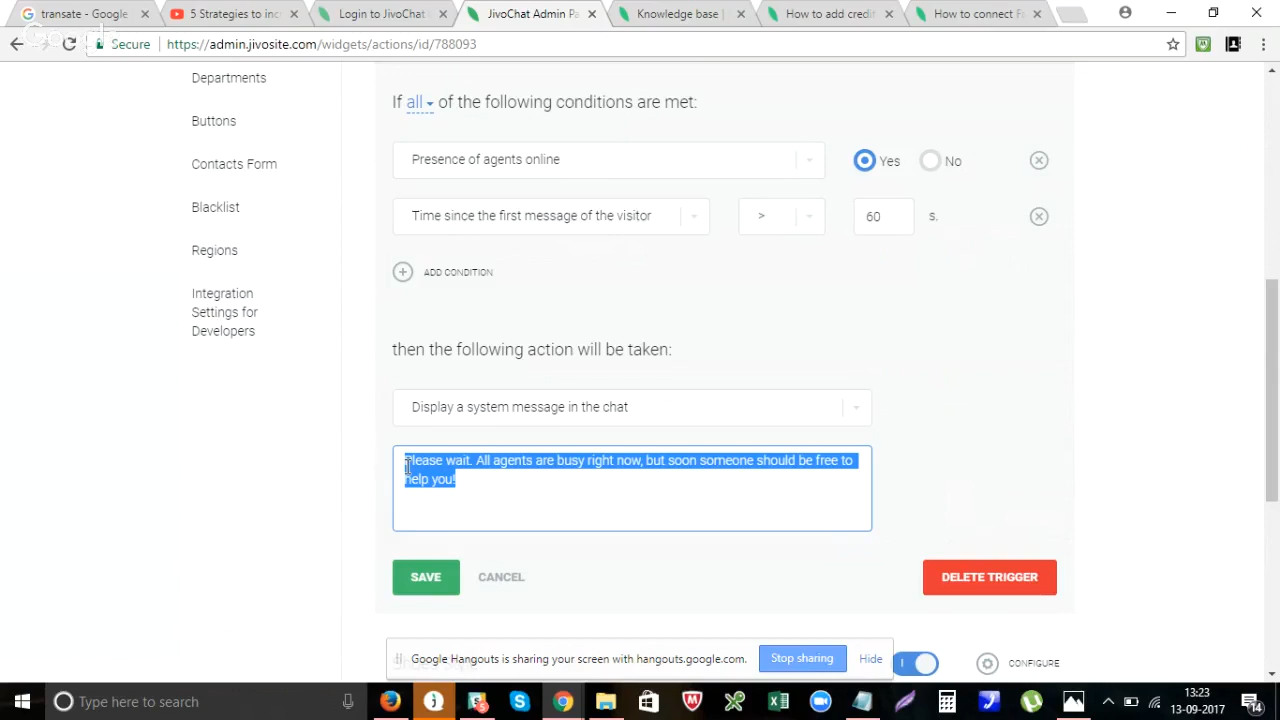 transate - Google
5 Strategies to inc
Login to JivoChat
JivoChat Admin Pa
Knowledge base |
How to add credi
How to connect Fa
Secure
https://admin.jivosite.com/widgets/actions/id/788093
Departments
Buttons
Contacts Form
Blacklist
Regions
Integration
Settings for
Developers
If all of the following conditions are met:
Presence of agents online
Yes
No
Time since the first message of the visitor
>
60
s.
ADD CONDITION
then the following action will be taken:
Display a system message in the chat
Please wait. All agents are busy right now, but soon someone should be free to
help you!
SAVE
CANCEL
DELETE TRIGGER
Google Hangouts is sharing your screen with hangouts.google.com.
Stop sharing
Hide
CONFIGURE
Type here to search
13:23
13-09-2017
14